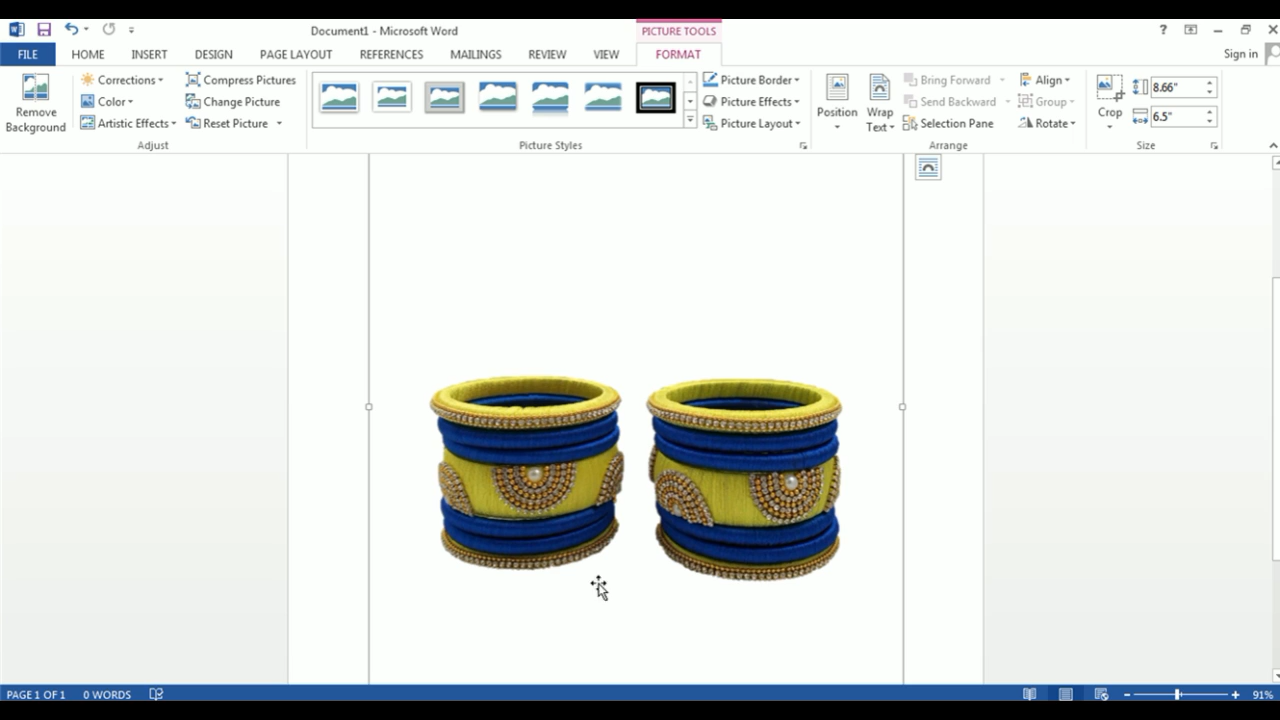 Document1 - Microsoft Word
PICTURE TOOLS
?
FILE HOME INSERT DESIGN PAGE LAYOUT REFERENCES MAILINGS REVIEW VIEW FORMAT Sign in
Remove Background
Corrections
Color
Artistic Effects
Compress Pictures
Change Picture
Reset Picture
Adjust
Picture Styles
Picture Border
Picture Effects
Picture Layout
Position
Wrap Text
Bring Forward
Send Backward
Selection Pane
Align
Group
Rotate
Arrange
Crop
8.66"
6.5"
Size
PAGE 1 OF 1 0 WORDS 91%